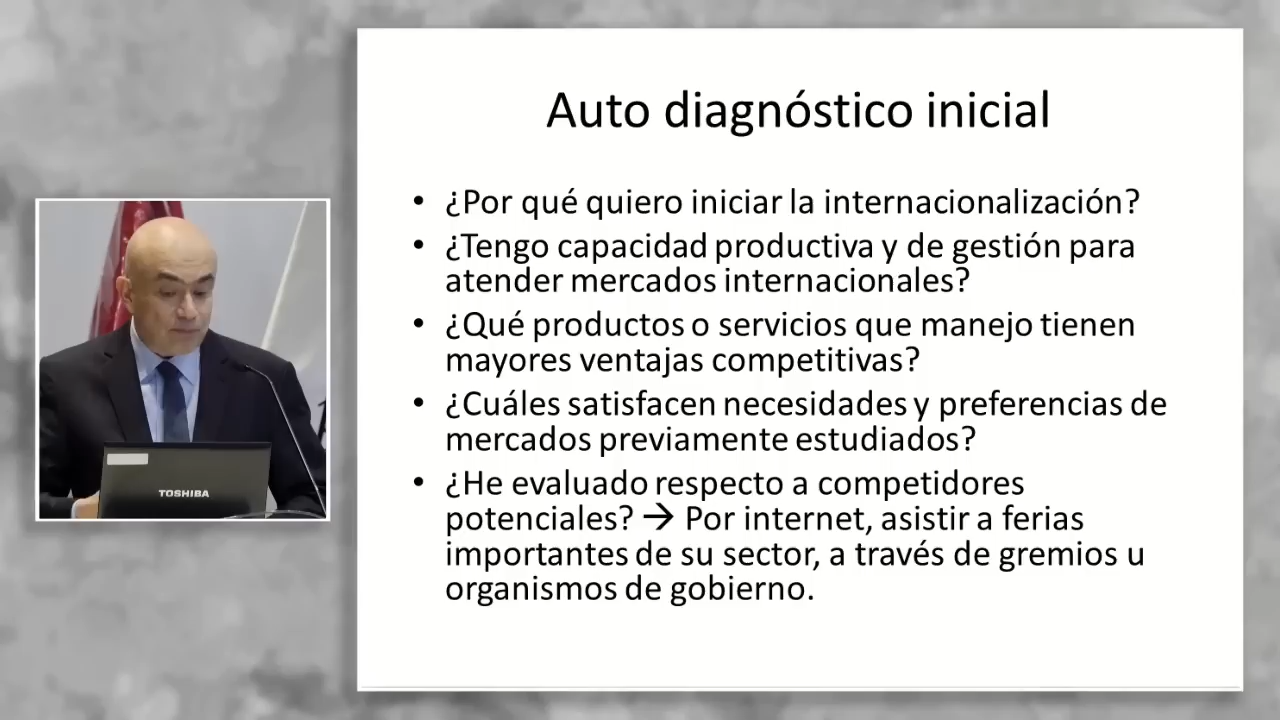 Auto diagnóstico inicial
• ¿Por qué quiero iniciar la internacionalización?
• ¿Tengo capacidad productiva y de gestión para
atender mercados internacionales?
• ¿Qué productos o servicios que manejo tienen
mayores ventajas competitivas?
• ¿Cuáles satisfacen necesidades y preferencias de
mercados previamente estudiados?
• ¿He evaluado respecto a competidores
potenciales? → Por internet, asistir a ferias
importantes de su sector, a través de gremios u
organismos de gobierno.
TOSHIBA